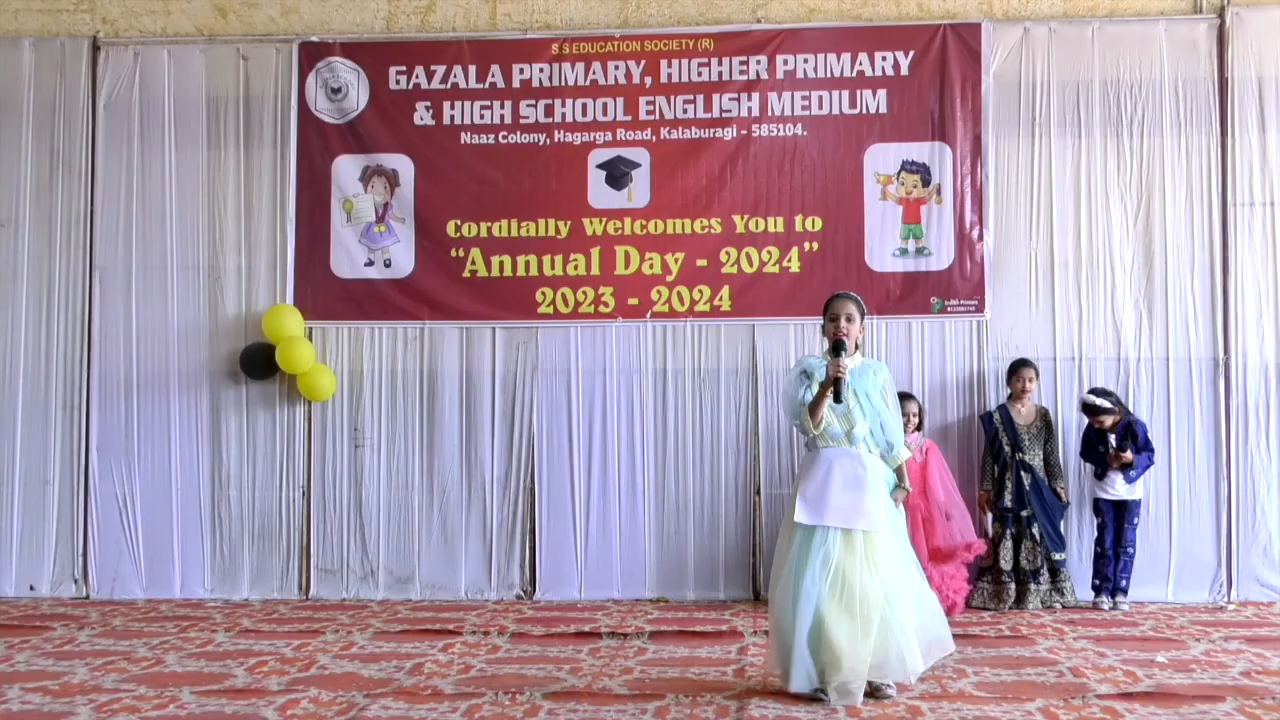 S.S EDUCATION SOCIETY (R)
GAZALA PRIMARY, HIGHER PRIMARY
& HIGH SCHOOL ENGLISH MEDIUM
Naaz Colony, Hagarga Road, Kalaburagi - 585104.
Cordially Welcomes You to
“Annual Day - 2024”
2023 - 2024